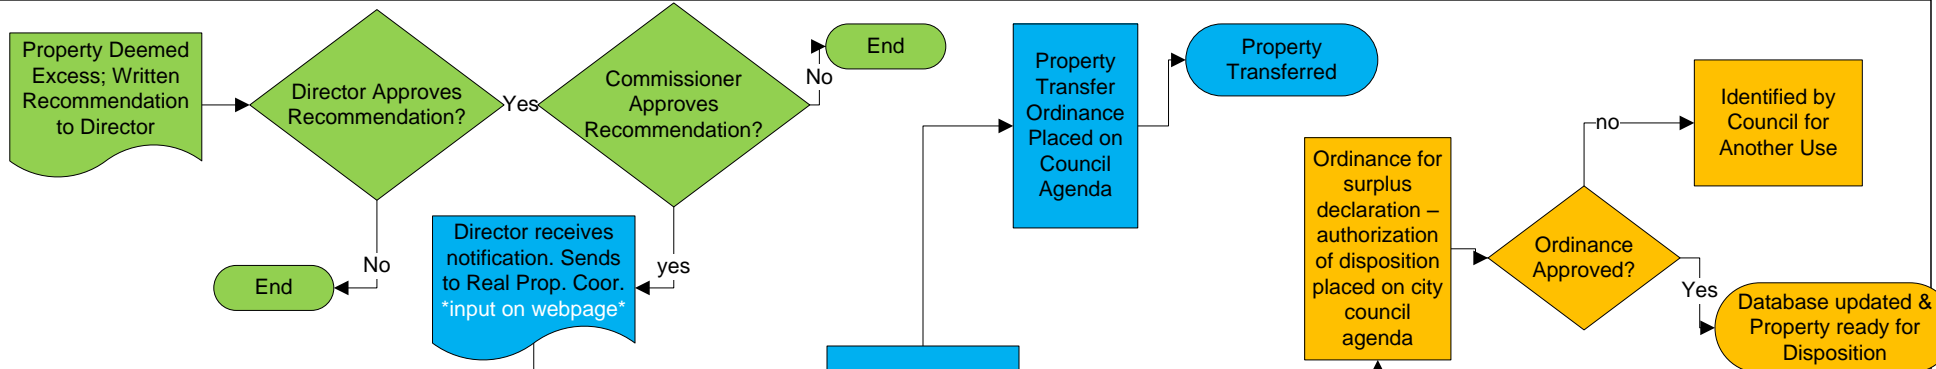 Property Deemed
Excess; Written
Recommendation
to Director
Director Approves
Recommendation?
Yes
Commissioner
Approves
Recommendation?
No
End
No
End
yes
Director receives
notification. Sends
to Real Prop. Coor.
*input on webpage*
Property
Transfer
Ordinance
Placed on
Council
Agenda
Property
Transferred
Ordinance for
surplus
declaration –
authorization
of disposition
placed on city
council
agenda
Ordinance
Approved?
no
Identified by
Council for
Another Use
Yes
Database updated &
Property ready for
Disposition